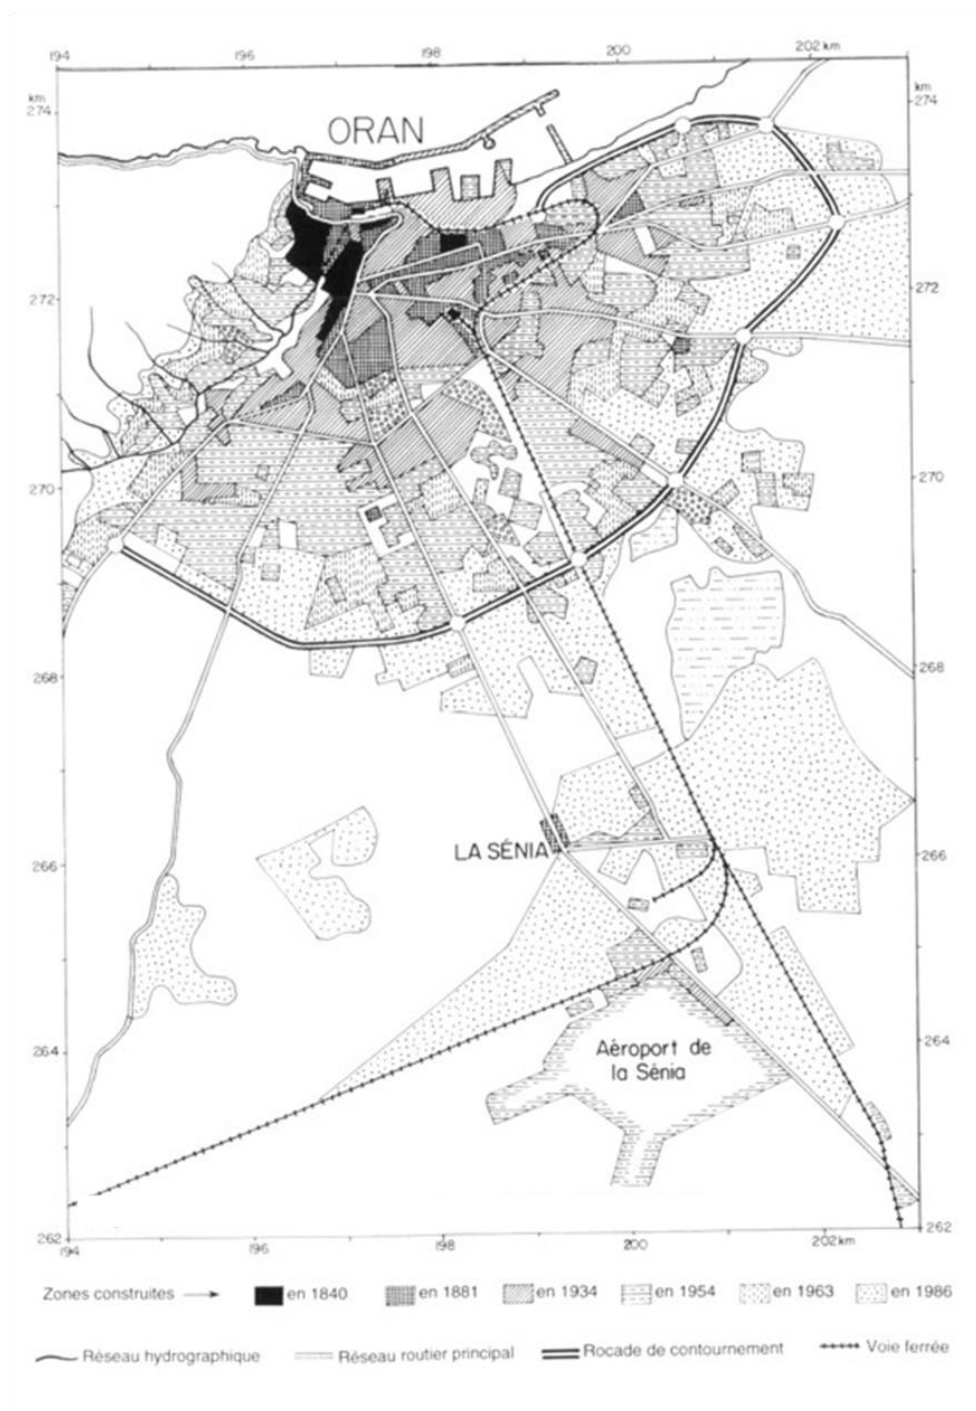 194 196 198 200 202 km
km km
274 274
ORAN
272 272
270 270
268 268
LA SÉNIA
266 266
264 264
Aéroport de
la Sénia
262 262
194 196 198 200 202km
Zones construites en 1840 en 1881 en 1934 en 1954 en 1963 en 1986
Réseau hydrographique Réseau routier principal Rocade de contournement Voie ferrée